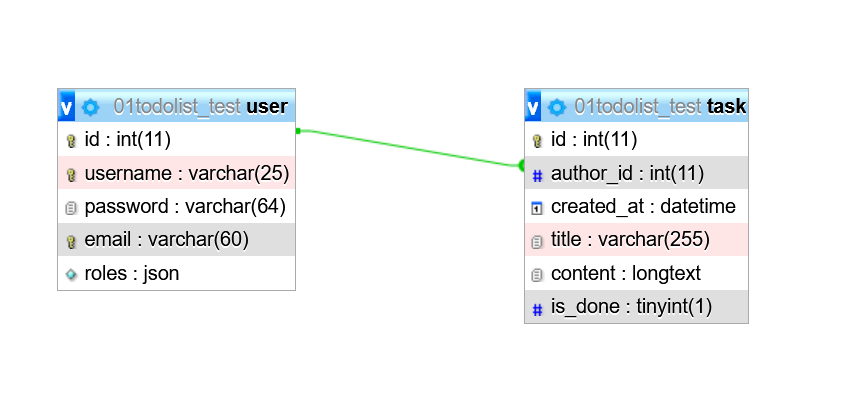 v 01todolist_test user
id : int(11)
username : varchar(25)
password : varchar(64)
email : varchar(60)
roles : json
v 01todolist_test task
id : int(11)
# author_id : int(11)
created_at : datetime
title : varchar(255)
content : longtext
# is_done : tinyint(1)